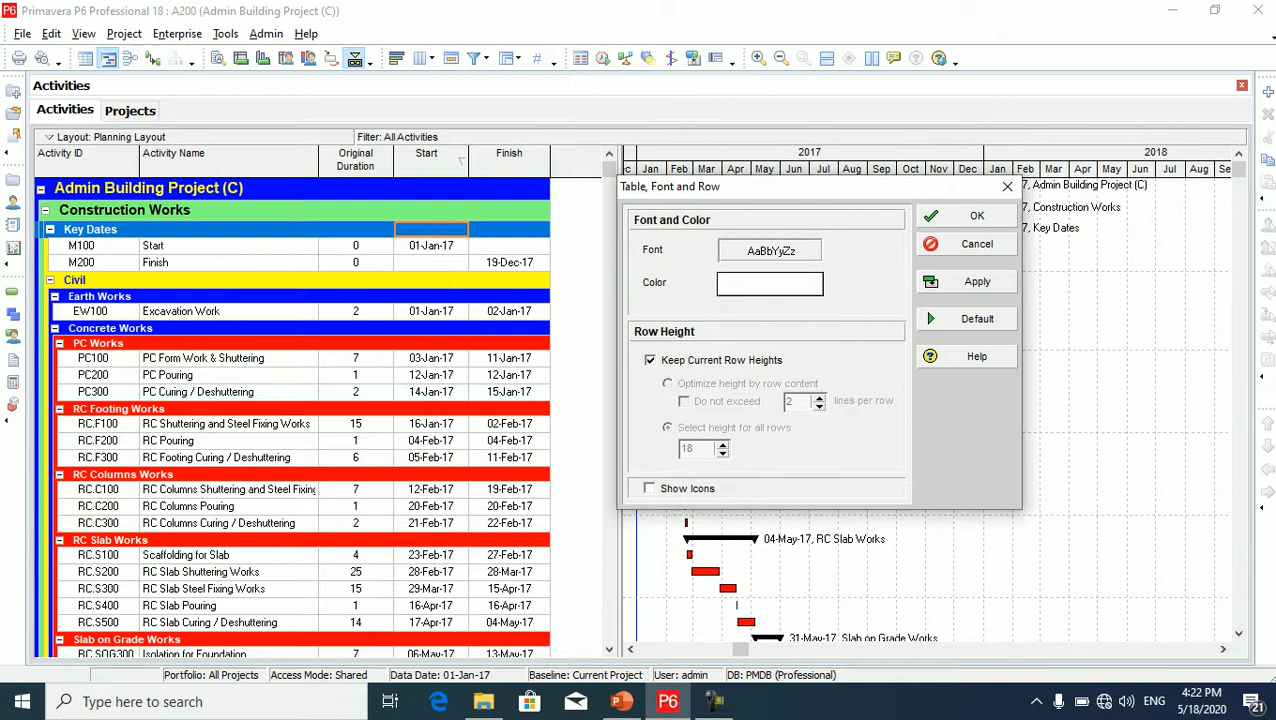 P6 Primavera P6 Professional 18 : A200 (Admin Building Project (C))
File Edit View Project Enterprise Tools Admin Help
Activities
Activities Projects
Layout: Planning Layout Filter: All Activities
Activity ID Activity Name Original Duration Start Finish
2017 2018
c Jan Feb Mar Apr May Jun Jul Aug Sep Oct Nov Dec Jan Feb Mar Apr May Jun Jul Aug Se
Admin Building Project (C)
7, Admin Building Project (C)
Construction Works
7, Construction Works
Key Dates
7, Key Dates
M100 Start 0 01-Jan-17
M200 Finish 0 19-Dec-17
Civil
Earth Works
EW100 Excavation Work 2 01-Jan-17 02-Jan-17
Concrete Works
PC Works
PC100 PC Form Work & Shuttering 7 03-Jan-17 11-Jan-17
PC200 PC Pouring 1 12-Jan-17 12-Jan-17
PC300 PC Curing / Deshuttering 2 14-Jan-17 15-Jan-17
RC Footing Works
RC.F100 RC Shuttering and Steel Fixing Works 15 16-Jan-17 02-Feb-17
RC.F200 RC Pouring 1 04-Feb-17 04-Feb-17
RC.F300 RC Footing Curing / Deshuttering 6 05-Feb-17 11-Feb-17
RC Columns Works
RC.C100 RC Columns Shuttering and Steel Fixing 7 12-Feb-17 19-Feb-17
RC.C200 RC Columns Pouring 1 20-Feb-17 20-Feb-17
RC.C300 RC Columns Curing / Deshuttering 2 21-Feb-17 22-Feb-17
RC Slab Works
04-May-17, RC Slab Works
RC.S100 Scaffolding for Slab 4 23-Feb-17 27-Feb-17
RC.S200 RC Slab Shuttering Works 25 28-Feb-17 28-Mar-17
RC.S300 RC Slab Steel Fixing Works 15 29-Mar-17 15-Apr-17
RC.S400 RC Slab Pouring 1 16-Apr-17 16-Apr-17
RC.S500 RC Slab Curing / Deshuttering 14 17-Apr-17 04-May-17
Slab on Grade Works
31-May-17, Slab on Grade Works
RC.SOG300 Isolation for Foundation 7 06-May-17 13-May-17
Table, Font and Row
Font and Color
Font AaBbYyZz
Color
Row Height
Keep Current Row Heights
Optimize height by row content
Do not exceed 2 lines per row
Select height for all rows
18
Show Icons
OK
Cancel
Apply
Default
Help
Portfolio: All Projects Access Mode: Shared Data Date: 01-Jan-17 Baseline: Current Project User: admin DB: PMDB (Professional)
Type here to search
P6
ENG
4:22 PM
5/18/2020
21